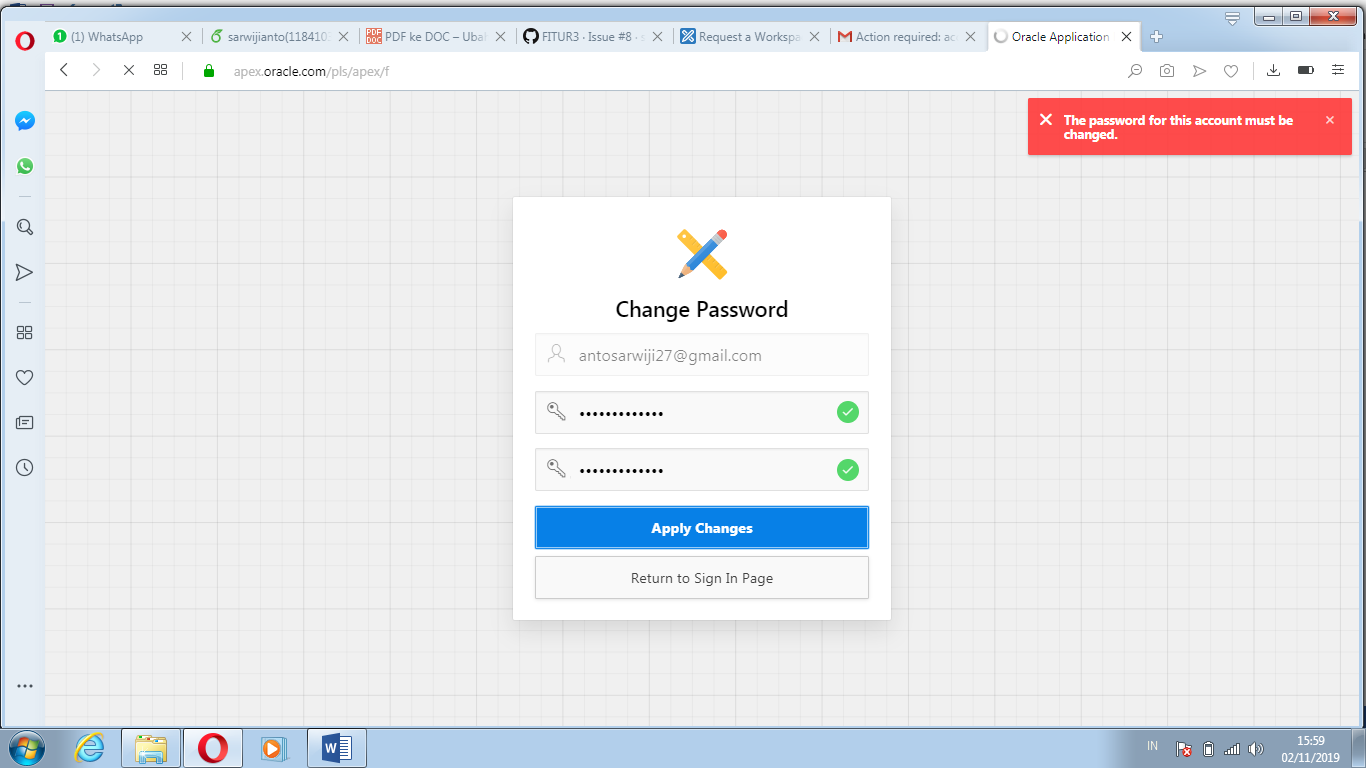 (1) WhatsApp
sarwijianto(118410
PDF ke DOC – Uba
FITUR3 · Issue #8 · s
Request a Workspa
Action required: ac
Oracle Application
apex.oracle.com/pls/apex/f
The password for this account must be
changed.
Change Password
antosarwiji27@gmail.com
•••••••••••••
•••••••••••••
Apply Changes
Return to Sign In Page
IN
15:59
02/11/2019